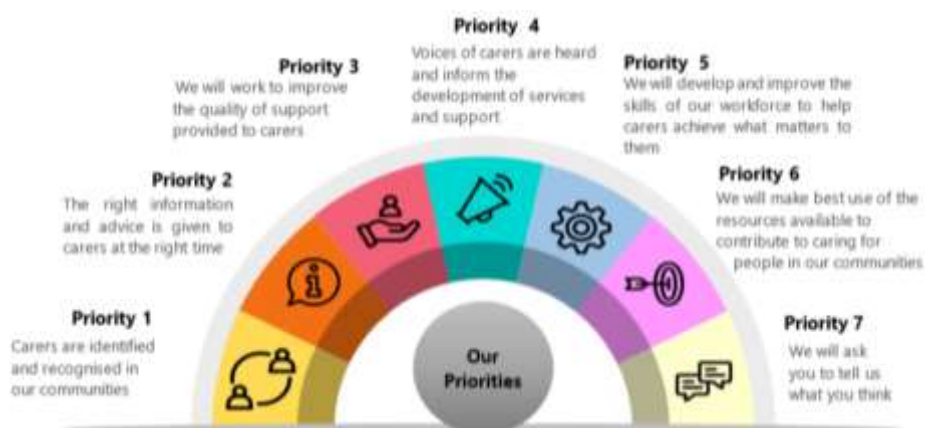 Priority 1
Carers are identified
and recognised in
our communities
Priority 2
The right information
and advice is given to
carers at the right time
Priority 3
We will work to improve
the quality of support
provided to carers
Priority 4
Voices of carers are heard
and inform the
development of services
and support
Priority 5
We will develop and improve the
skills of our workforce to help
carers achieve what matters to
them
Priority 6
We will make best use of the
resources available to
contribute to caring for
people in our communities
Priority 7
We will ask
you to tell us
what you think
Our
Priorities